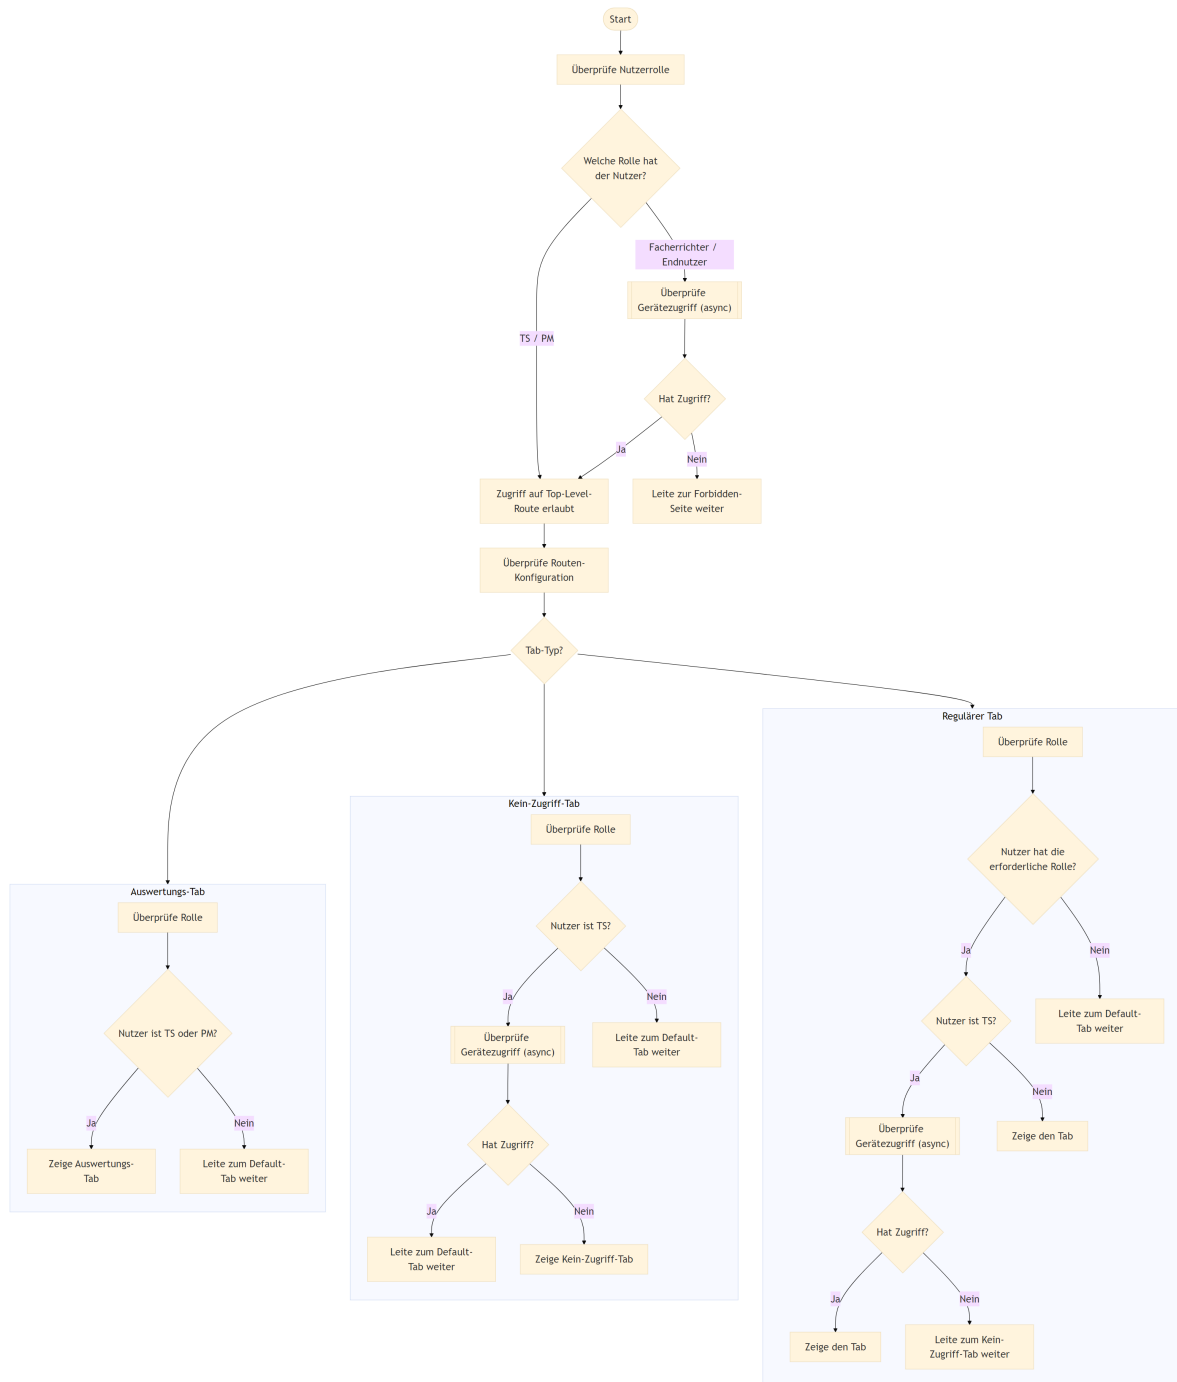 Start
Überprüfe Nutzerrolle
Welche Rolle hat
der Nutzer?
Facherrichter /
Endnutzer
Überprüfe
Gerätezugriff (async)
TS / PM
Hat Zugriff?
Ja
Nein
Zugriff auf Top-Level-
Route erlaubt
Leite zur Forbidden-
Seite weiter
Überprüfe Routen-
Konfiguration
Tab-Typ?
Auswertungs-Tab
Überprüfe Rolle
Nutzer ist TS oder PM?
Ja
Nein
Zeige Auswertungs-
Tab
Leite zum Default-
Tab weiter
Kein-Zugriff-Tab
Überprüfe Rolle
Nutzer ist TS?
Ja
Nein
Überprüfe
Gerätezugriff (async)
Leite zum Default-
Tab weiter
Hat Zugriff?
Ja
Nein
Leite zum Default-
Tab weiter
Zeige Kein-Zugriff-Tab
Regulärer Tab
Überprüfe Rolle
Nutzer hat die
erforderliche Rolle?
Ja
Nein
Nutzer ist TS?
Leite zum Default-
Tab weiter
Ja
Nein
Überprüfe
Gerätezugriff (async)
Zeige den Tab
Hat Zugriff?
Ja
Nein
Zeige den Tab
Leite zum Kein-
Zugriff-Tab weiter